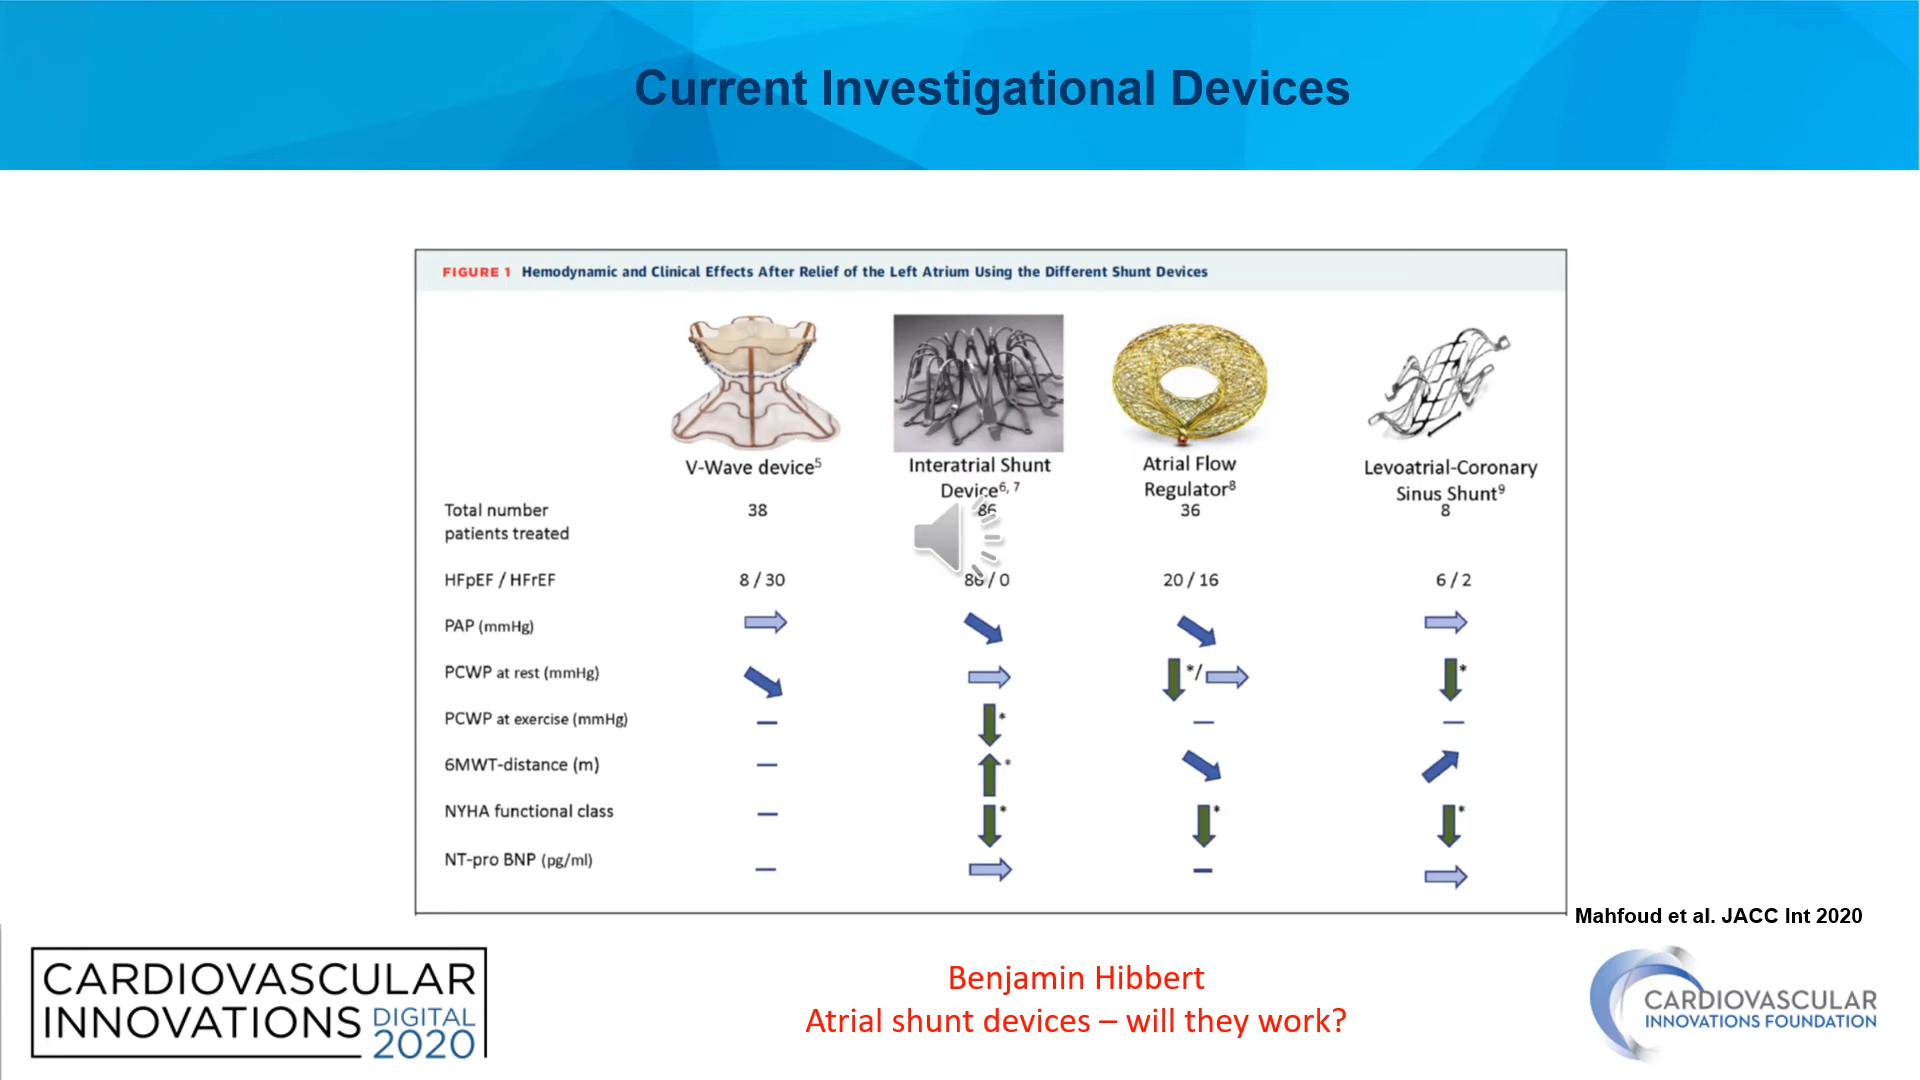 Current Investigational Devices
FIGURE 1 Hemodynamic and Clinical Effects After Relief of the Left Atrium Using the Different Shunt Devices
V-Wave device5
Interatrial Shunt
Device6, 7
Atrial Flow
Regulator8
Levoatrial-Coronary
Sinus Shunt9
Total number
patients treated
38
86
36
8
HFpEF / HFrEF
8 / 30
86 / 0
20 / 16
6 / 2
PAP (mmHg)
PCWP at rest (mmHg)
*/
*
PCWP at exercise (mmHg)
—
*
—
—
6MWT-distance (m)
—
*
NYHA functional class
—
*
*
*
NT-pro BNP (pg/ml)
—
—
Mahfoud et al. JACC Int 2020
CARDIOVASCULAR
INNOVATIONS DIGITAL
2020
Benjamin Hibbert
Atrial shunt devices – will they work?
CARDIOVASCULAR
INNOVATIONS FOUNDATION